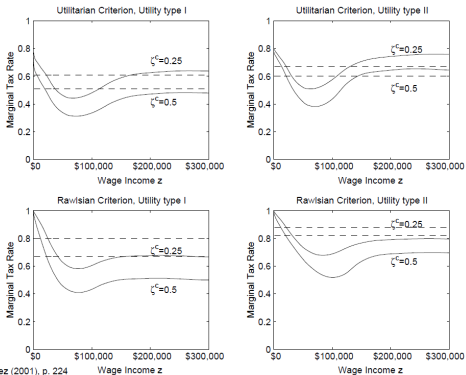 Utilitarian Criterion, Utility type I
Marginal Tax Rate
1
0.8
0.6
0.4
0.2
0
ζc=0.25
ζc=0.5
$0
$100,000
$200,000
$300,000
Wage Income z
Utilitarian Criterion, Utility type II
Marginal Tax Rate
1
0.8
0.6
0.4
0.2
0
ζc=0.25
ζc=0.5
$0
$100,000
$200,000
$300,000
Wage Income z
Rawlsian Criterion, Utility type I
Marginal Tax Rate
1
0.8
0.6
0.4
0.2
0
ζc=0.25
ζc=0.5
$0
$100,000
$200,000
$300,000
Wage Income z
Rawlsian Criterion, Utility type II
Marginal Tax Rate
1
0.8
0.6
0.4
0.2
0
ζc=0.25
ζc=0.5
$0
$100,000
$200,000
$300,000
Wage Income z
ez (2001), p. 224